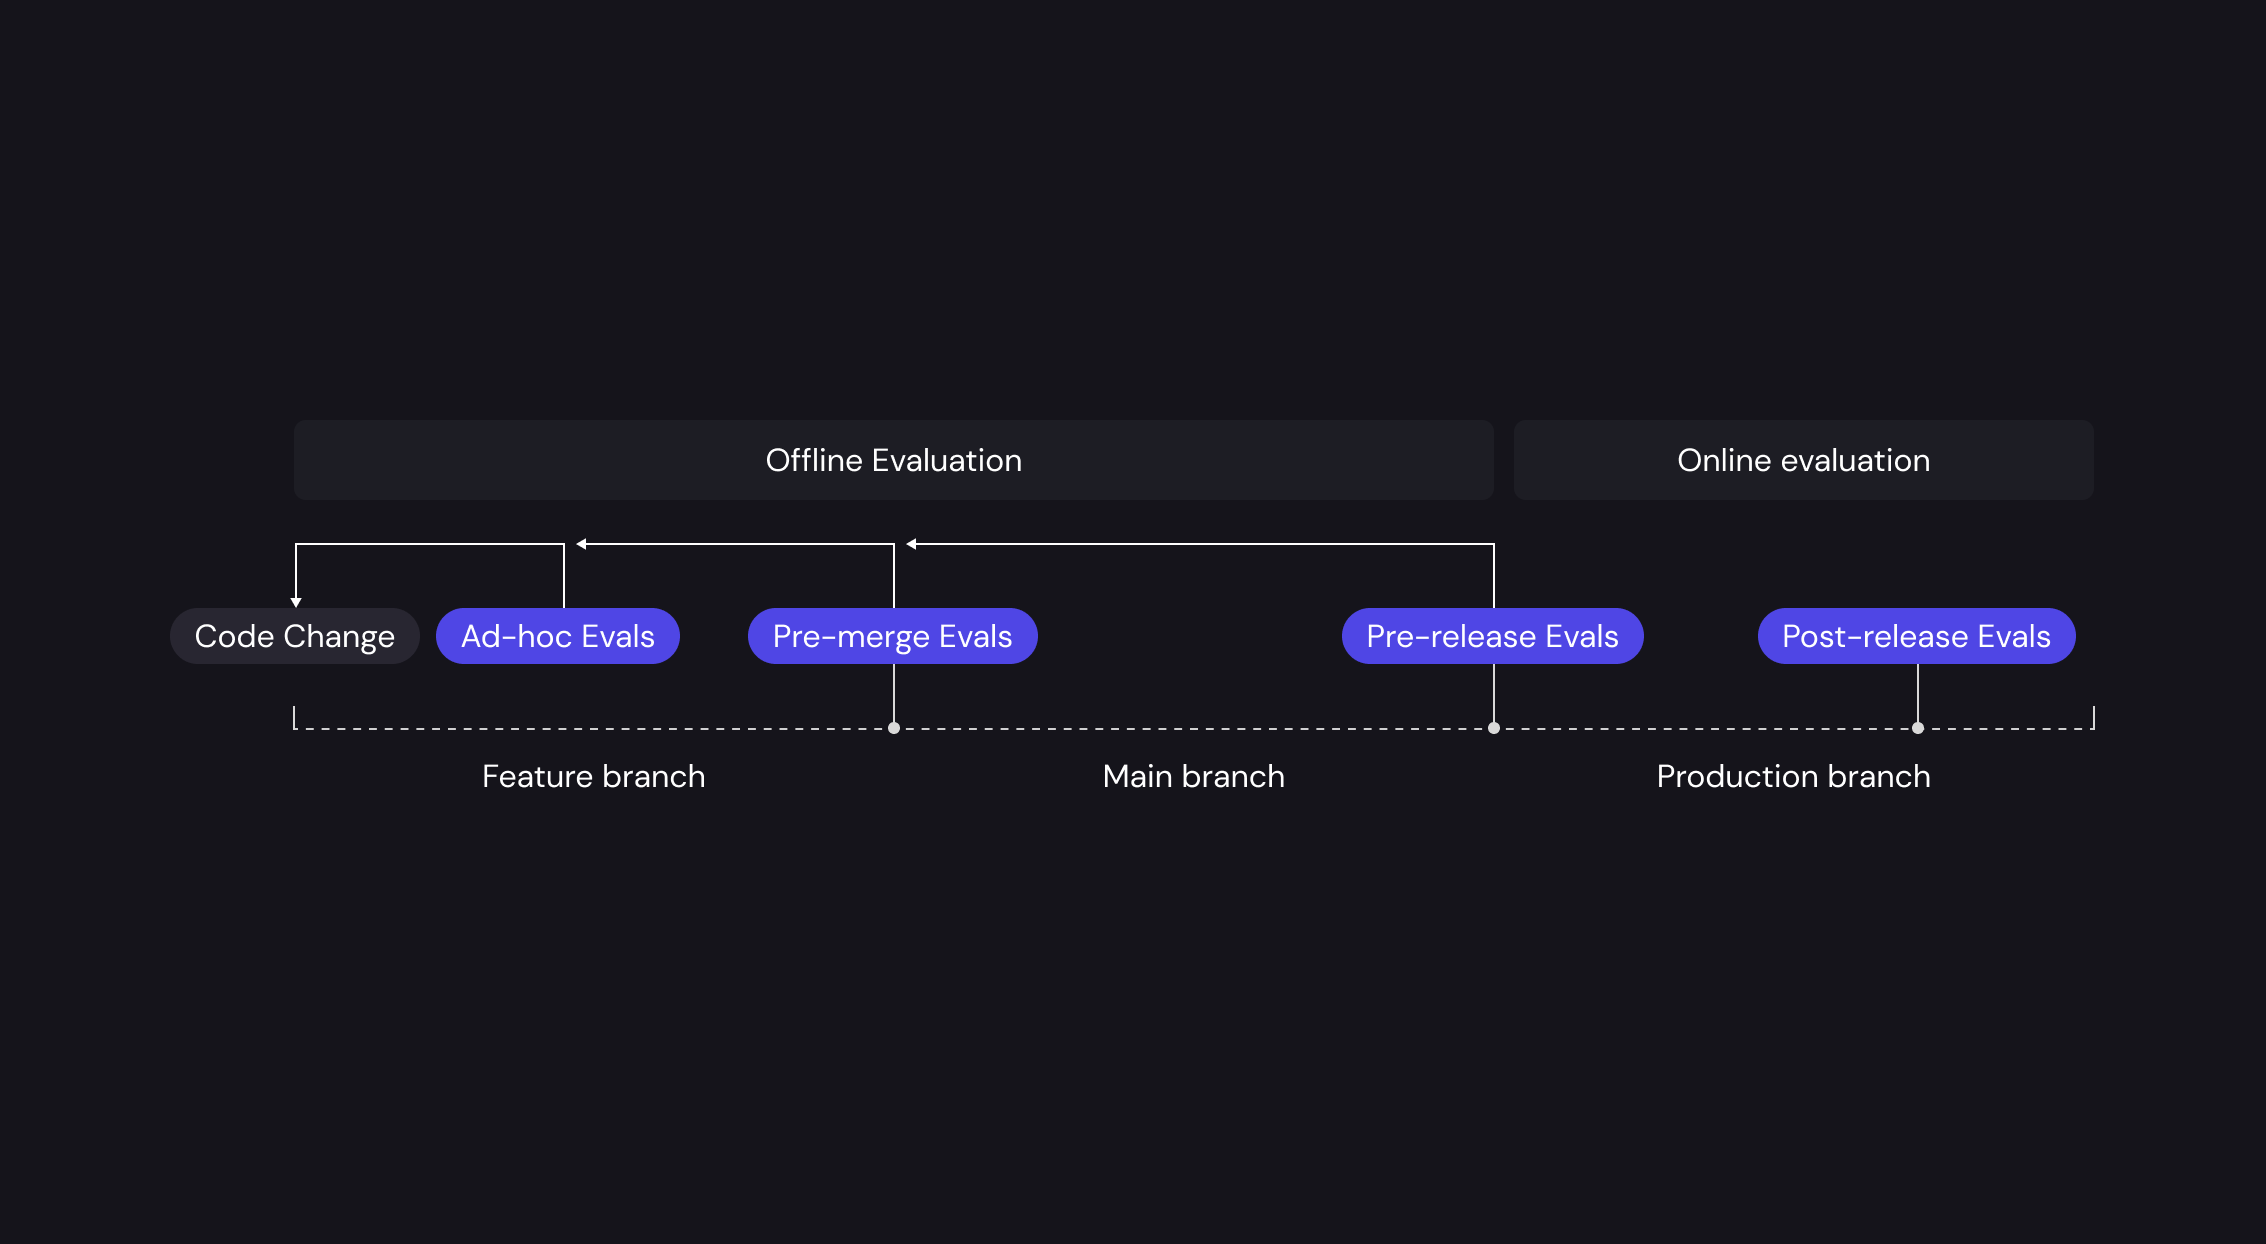 Offline Evaluation
Online evaluation
Code Change
Ad-hoc Evals
Pre-merge Evals
Pre-release Evals
Post-release Evals
Feature branch
Main branch
Production branch